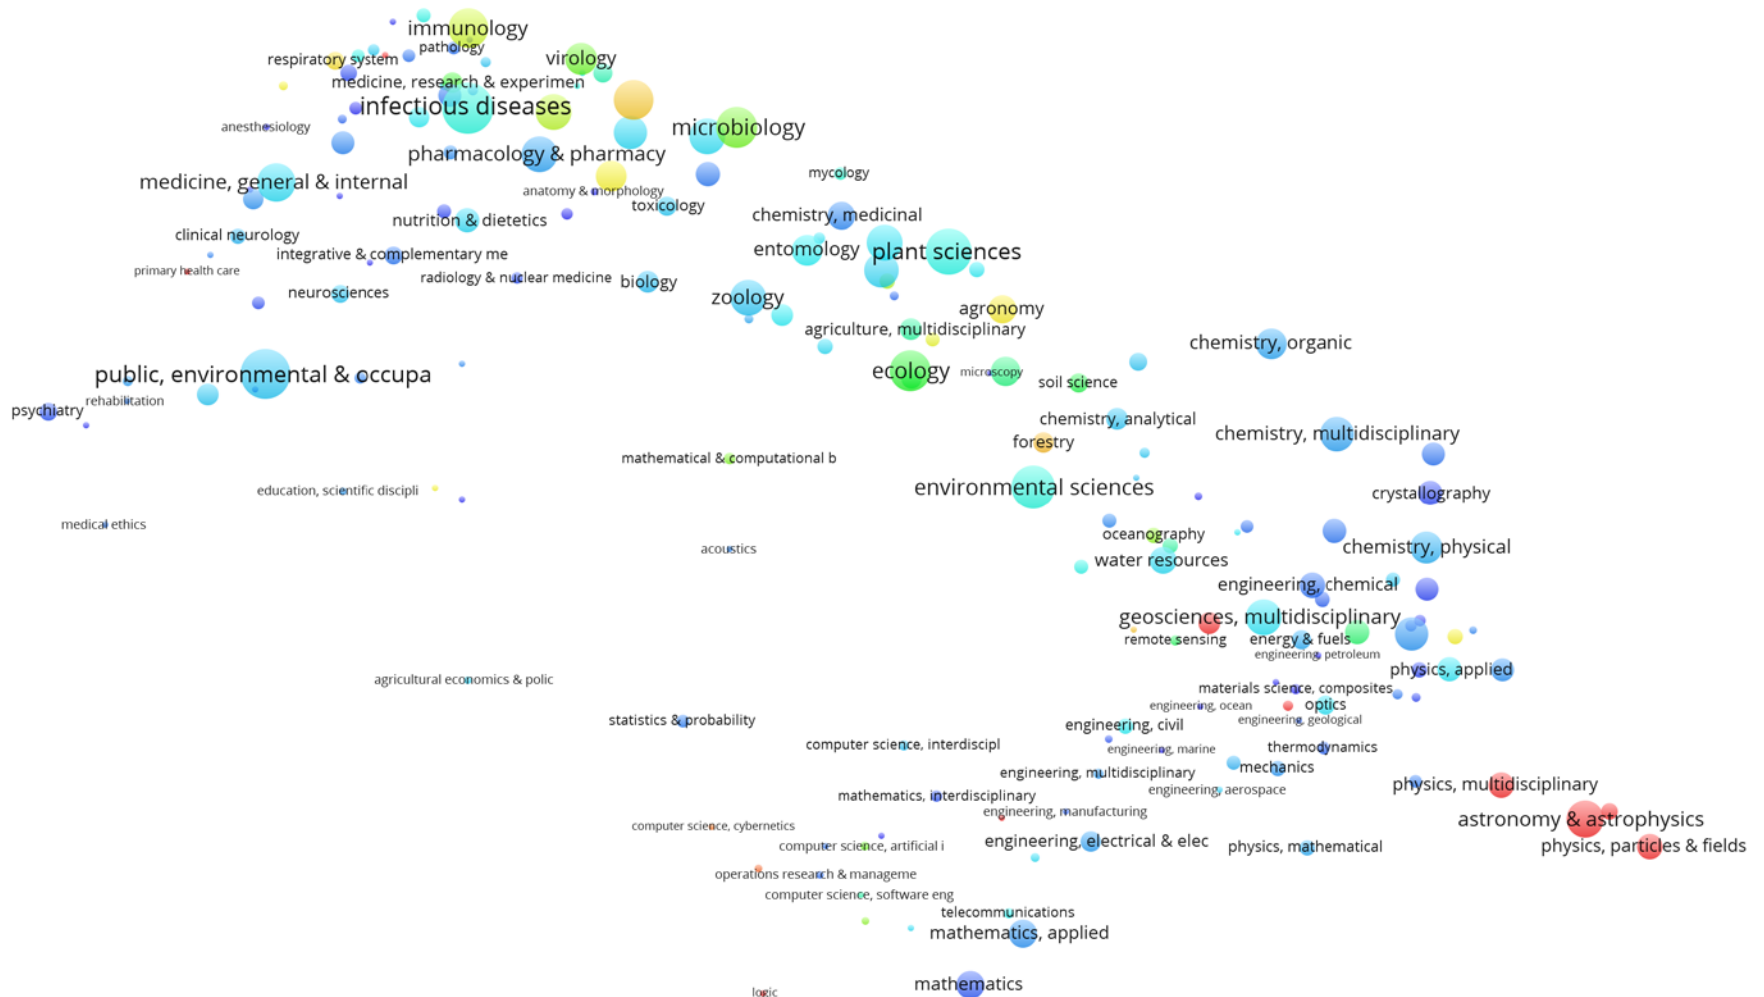 immunology
pathology
respiratory system
virology
medicine, research & experimen
infectious diseases
anesthesiology
microbiology
pharmacology & pharmacy
mycology
medicine, general & internal
anatomy & morphology
toxicology
chemistry, medicinal
nutrition & dietetics
clinical neurology
entomology
plant sciences
integrative & complementary me
primary health care
radiology & nuclear medicine
biology
neurosciences
zoology
agronomy
agriculture, multidisciplinary
chemistry, organic
public, environmental & occupa
ecology
microscopy
soil science
rehabilitation
psychiatry
chemistry, analytical
chemistry, multidisciplinary
forestry
mathematical & computational b
education, scientific discipli
environmental sciences
crystallography
medical ethics
oceanography
acoustics
chemistry, physical
water resources
engineering, chemical
geosciences, multidisciplinary
remote sensing
energy & fuels
engineering, petroleum
physics, applied
agricultural economics & polic
materials science, composites
engineering, ocean
optics
statistics & probability
engineering, geological
engineering, civil
computer science, interdiscipl
engineering, marine
thermodynamics
mechanics
engineering, multidisciplinary
physics, multidisciplinary
engineering, aerospace
mathematics, interdisciplinary
engineering, manufacturing
astronomy & astrophysics
computer science, cybernetics
engineering, electrical & elec
computer science, artificial i
physics, mathematical
physics, particles & fields
operations research & manageme
computer science, software eng
telecommunications
mathematics, applied
mathematics
logic